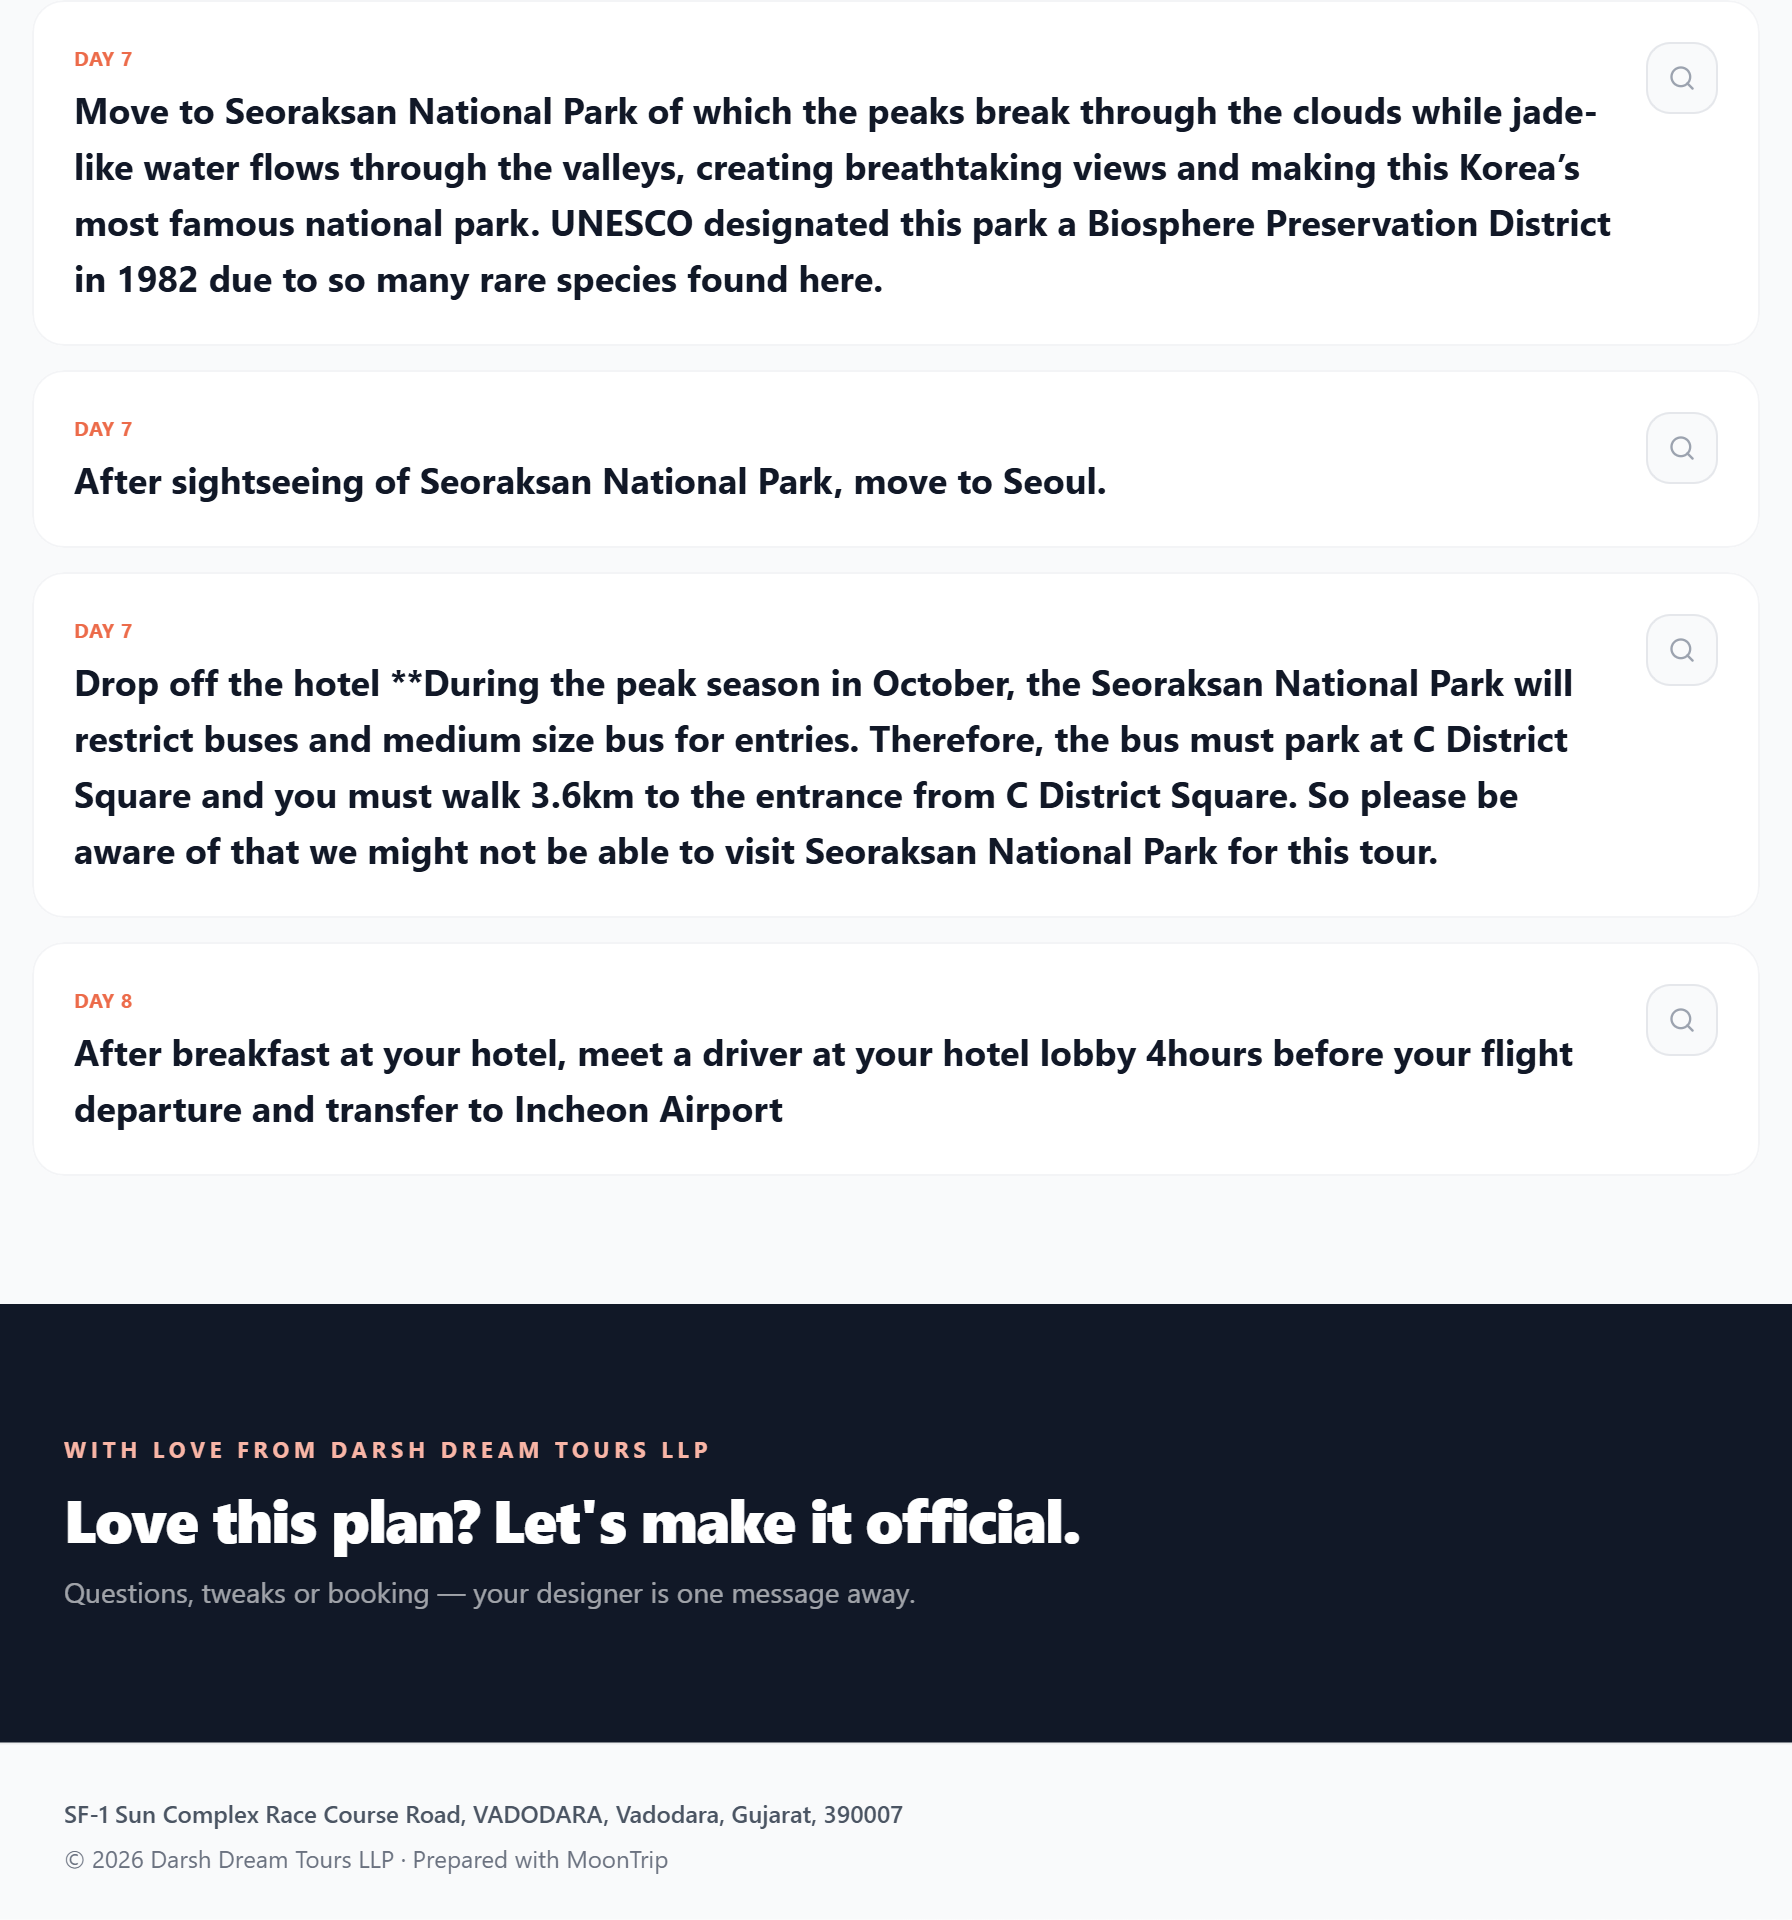 DAY 7
Move to Seoraksan National Park of which the peaks break through the clouds while jade-
like water flows through the valleys, creating breathtaking views and making this Korea’s
most famous national park. UNESCO designated this park a Biosphere Preservation District
in 1982 due to so many rare species found here.
DAY 7
After sightseeing of Seoraksan National Park, move to Seoul.
DAY 7
Drop off the hotel **During the peak season in October, the Seoraksan National Park will
restrict buses and medium size bus for entries. Therefore, the bus must park at C District
Square and you must walk 3.6km to the entrance from C District Square. So please be
aware of that we might not be able to visit Seoraksan National Park for this tour.
DAY 8
After breakfast at your hotel, meet a driver at your hotel lobby 4hours before your flight
departure and transfer to Incheon Airport
WITH LOVE FROM DARSH DREAM TOURS LLP
Love this plan? Let's make it official.
Questions, tweaks or booking — your designer is one message away.
SF-1 Sun Complex Race Course Road, VADODARA, Vadodara, Gujarat, 390007
© 2026 Darsh Dream Tours LLP · Prepared with MoonTrip